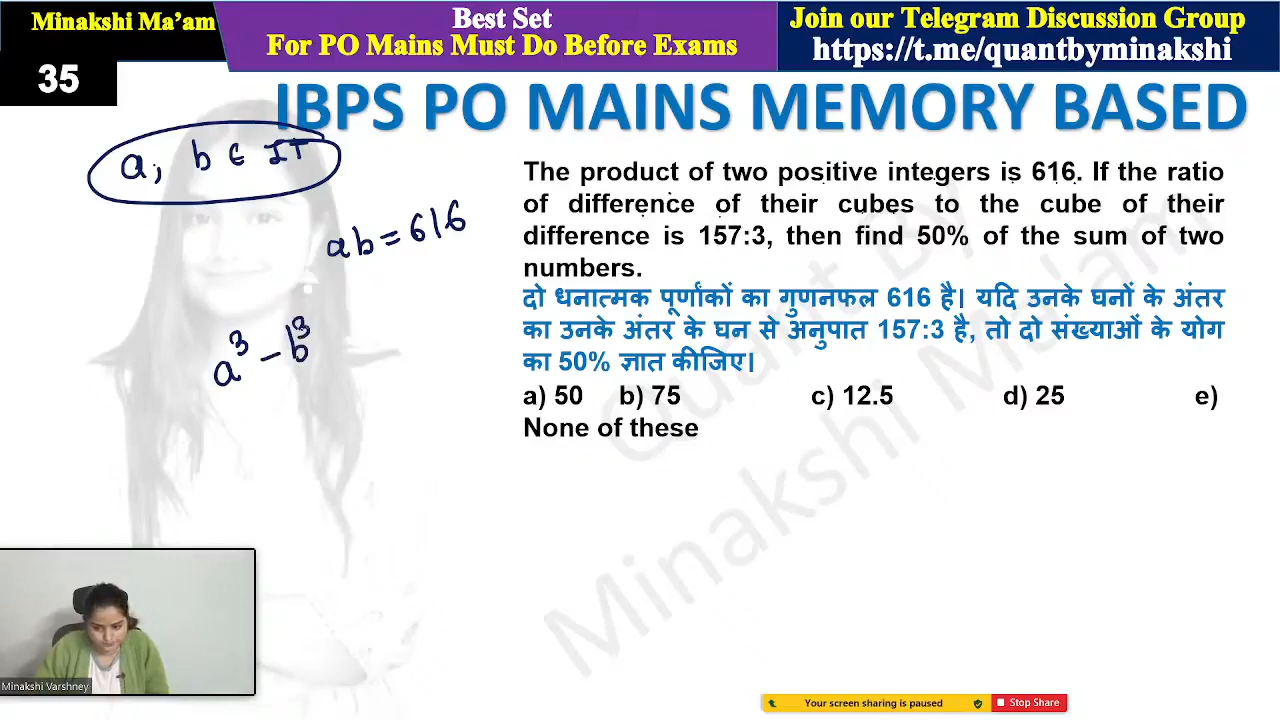 Minakshi Ma’am
Best Set
For PO Mains Must Do Before Exams
Join our Telegram Discussion Group
https://t.me/quantbyminakshi
35
IBPS PO MAINS MEMORY BASED
a, b ∈ I+
ab = 616
a³ - b³
The product of two positive integers is 616. If the ratio
of difference of their cubes to the cube of their
difference is 157:3, then find 50% of the sum of two
numbers.
दो धनात्मक पूर्णांकों का गुणनफल 616 है। यदि उनके घनों के अंतर
का उनके अंतर के घन से अनुपात 157:3 है, तो दो संख्याओं के योग
का 50% ज्ञात कीजिए।
a) 50 b) 75 c) 12.5 d) 25 e)
None of these
Quant By
Minakshi Ma'am
Minakshi Varshney
Your screen sharing is paused
Stop Share